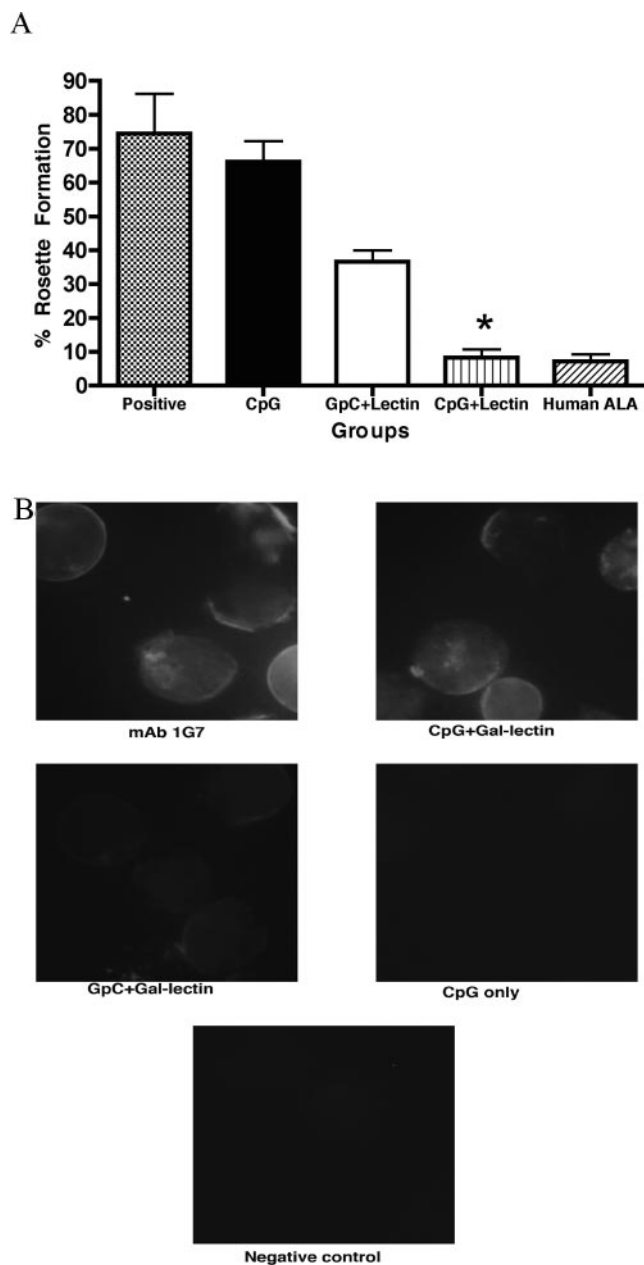 A
90
80
70
60
50
40
30
20
10
0
% Rosette Formation
*
Positive CpG GpC+Lectin CpG+Lectin Human ALA
Groups
B
mAb 1G7 CpG+Gal-lectin
GpC+Gal-lectin CpG only
Negative control